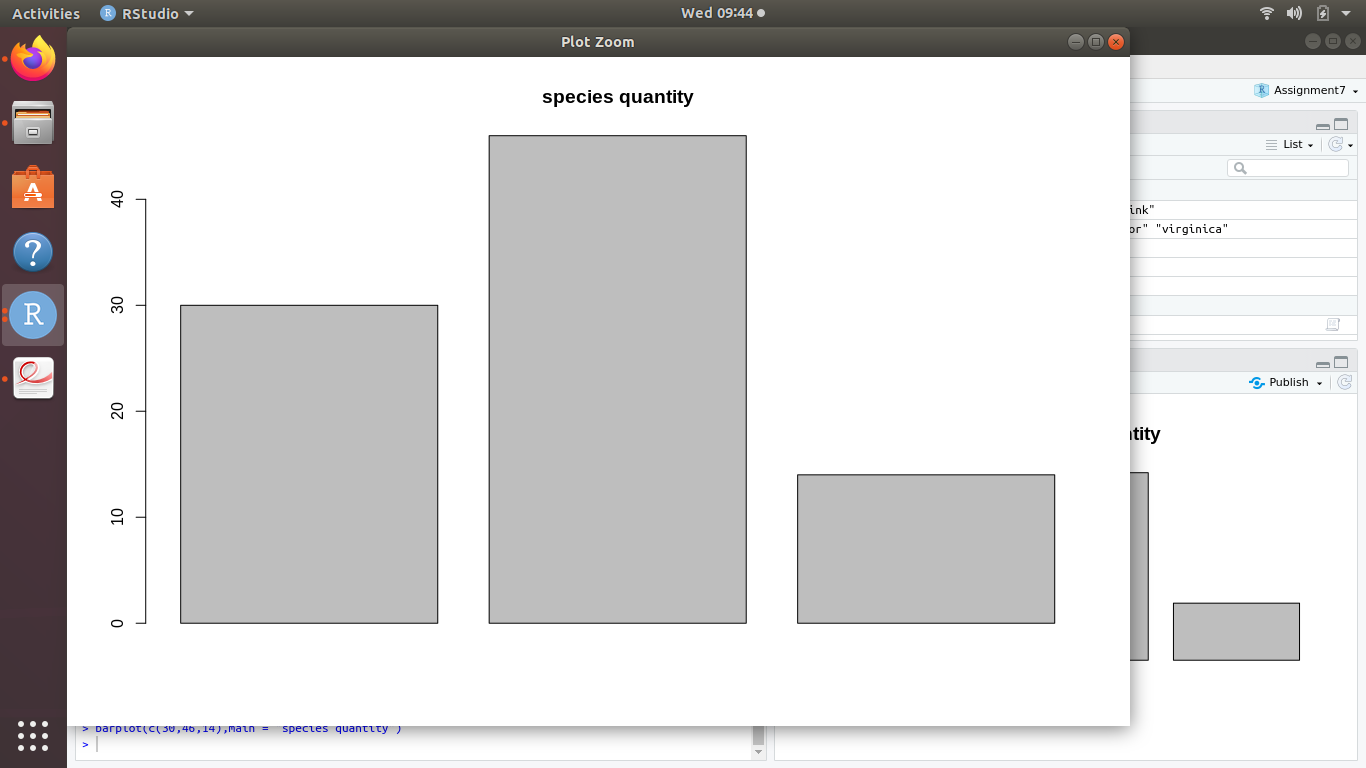 Activities RStudio Wed 09:44
Plot Zoom
species quantity
40
30
20
10
0
Assignment7
List
ink"
or" "virginica"
Publish
ntity
> barplot(c(30,46,14),main = "species quantity")
>